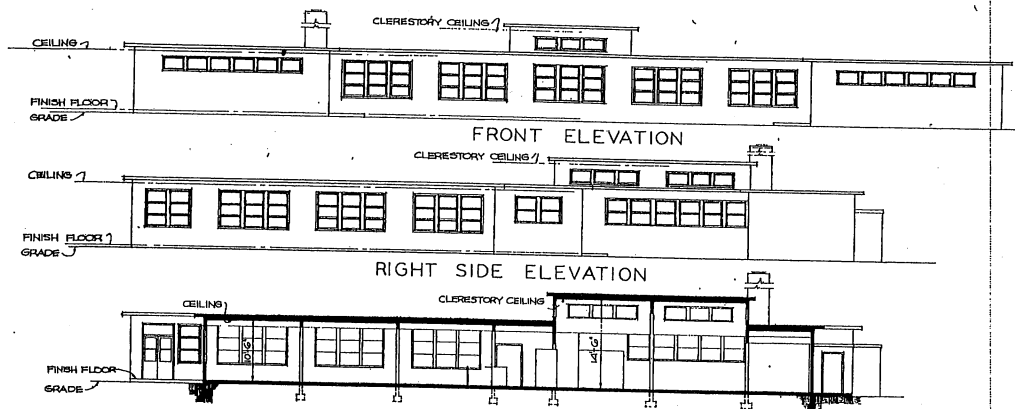 CLERESTORY CEILING
CEILING
FINISH FLOOR
GRADE
FRONT ELEVATION
CLERESTORY CEILING
CEILING
FINISH FLOOR
GRADE
RIGHT SIDE ELEVATION
CEILING
CLERESTORY CEILING
10'-6"
14'-6"
FINISH FLOOR
GRADE